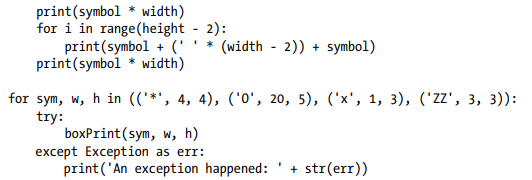 print(symbol * width)
    for i in range(height - 2):
        print(symbol + (' ' * (width - 2)) + symbol)
    print(symbol * width)

for sym, w, h in (('*', 4, 4), ('O', 20, 5), ('x', 1, 3), ('ZZ', 3, 3)):
    try:
        boxPrint(sym, w, h)
    except Exception as err:
        print('An exception happened: ' + str(err))